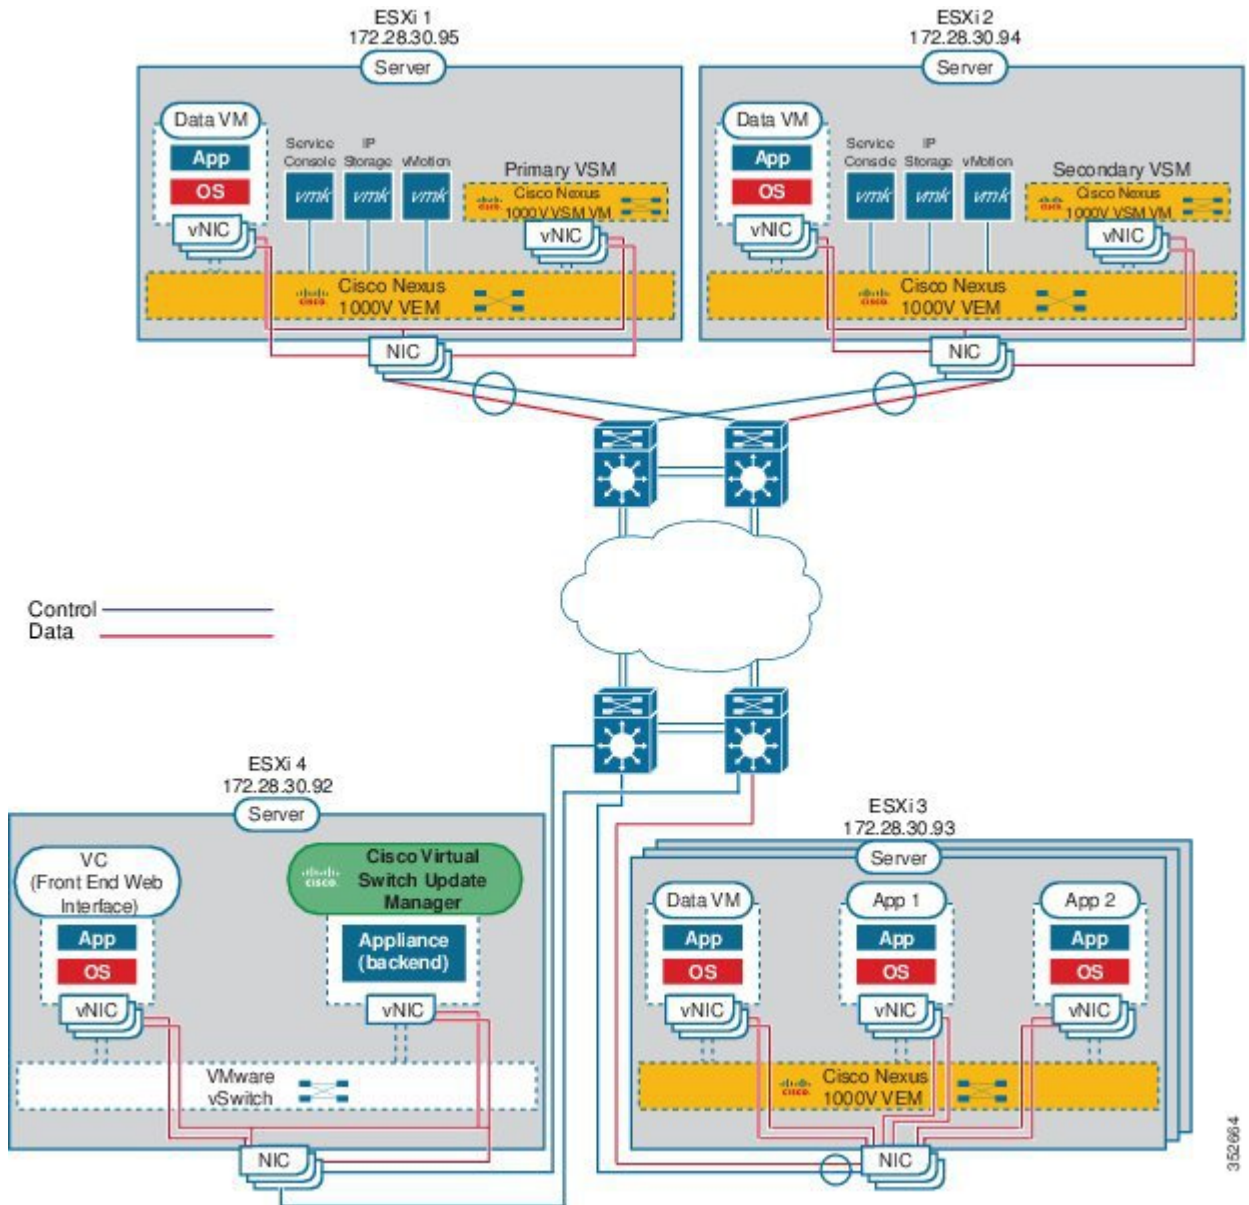 ESXi 1
172.28.30.95
Server
Data VM
App
OS
vNIC
Service
Console
IP
Storage
vMotion
vmk
vmk
vmk
Primary VSM
CISCO.
Cisco Nexus
1000V VSM VM
vNIC
CISCO.
Cisco Nexus
1000V VEM
NIC
ESXi 2
172.28.30.94
Server
Data VM
App
OS
vNIC
Service
Console
IP
Storage
vMotion
vmk
vmk
vmk
Secondary VSM
CISCO.
Cisco Nexus
1000V VSM VM
vNIC
CISCO.
Cisco Nexus
1000V VEM
NIC
Control
Data
ESXi 4
172.28.30.92
Server
VC
(Front End Web
Interface)
App
OS
vNIC
CISCO.
Cisco Virtual
Switch Update
Manager
Appliance
(backend)
vNIC
VMware
vSwitch
NIC
ESXi 3
172.28.30.93
Server
Data VM
App
OS
vNIC
App 1
App
OS
vNIC
App 2
App
OS
vNIC
CISCO.
Cisco Nexus
1000V VEM
NIC
352664